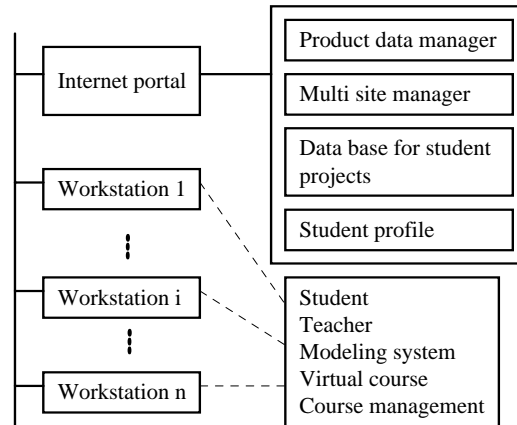 Internet portal
Product data manager
Multi site manager
Data base for student
projects
Student profile
Workstation 1
Workstation i
Workstation n
Student
Teacher
Modeling system
Virtual course
Course management